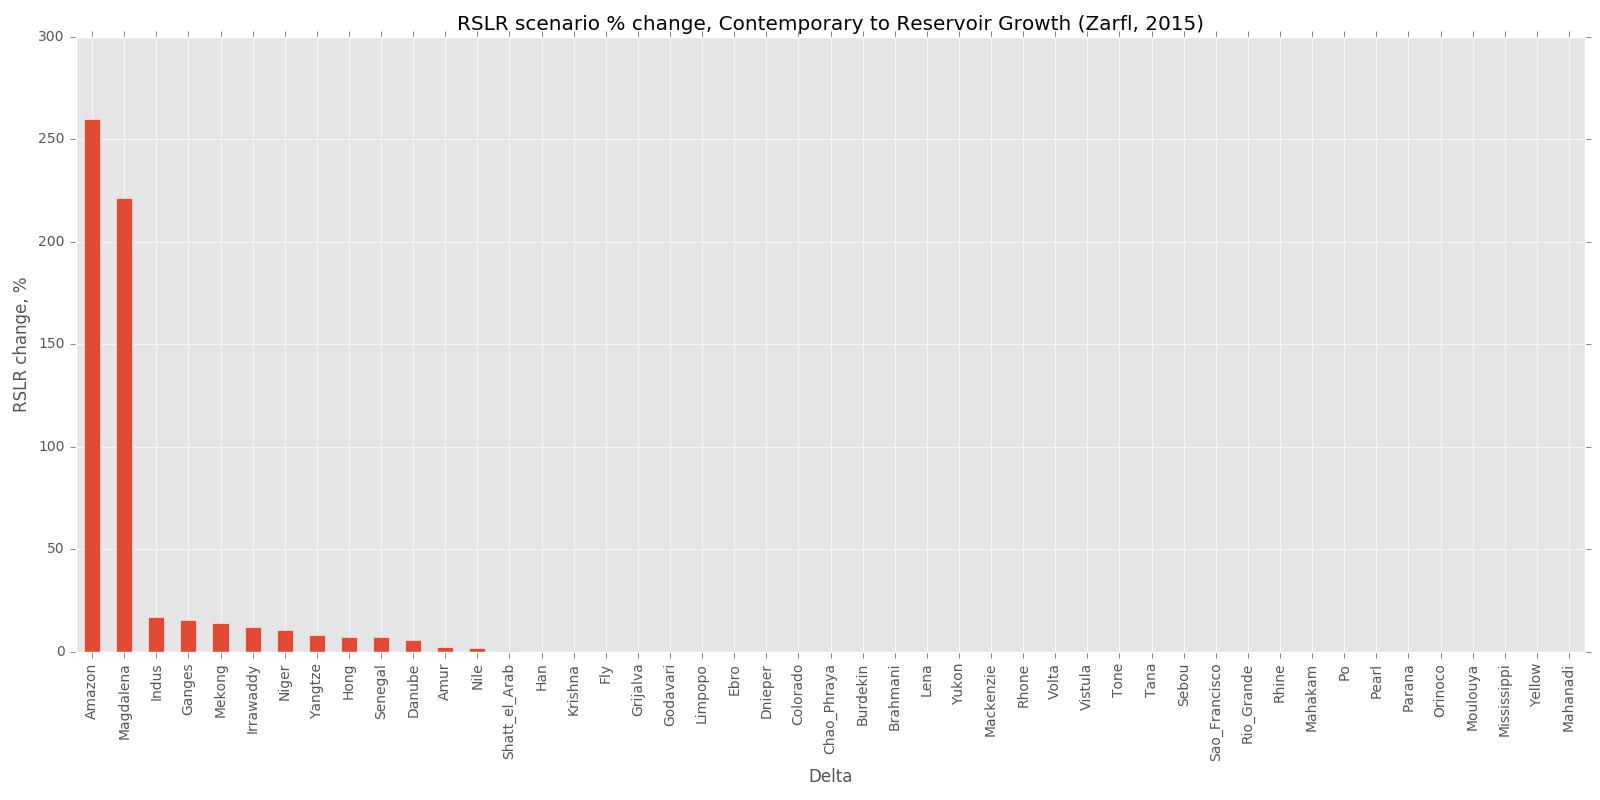 RSLR scenario % change, Contemporary to Reservoir Growth (Zarfl, 2015)
300
250
200
150
100
50
0
RSLR change, %
Amazon
Magdalena
Indus
Ganges
Mekong
Irrawaddy
Niger
Yangtze
Hong
Senegal
Danube
Amur
Nile
Shatt_el_Arab
Han
Krishna
Fly
Grijalva
Godavari
Limpopo
Ebro
Dnieper
Colorado
Chao_Phraya
Burdekin
Brahmani
Lena
Yukon
Mackenzie
Rhone
Volta
Vistula
Tone
Tana
Sebou
Sao_Francisco
Rio_Grande
Rhine
Mahakam
Po
Pearl
Parana
Orinoco
Moulouya
Mississippi
Yellow
Mahanadi
Delta